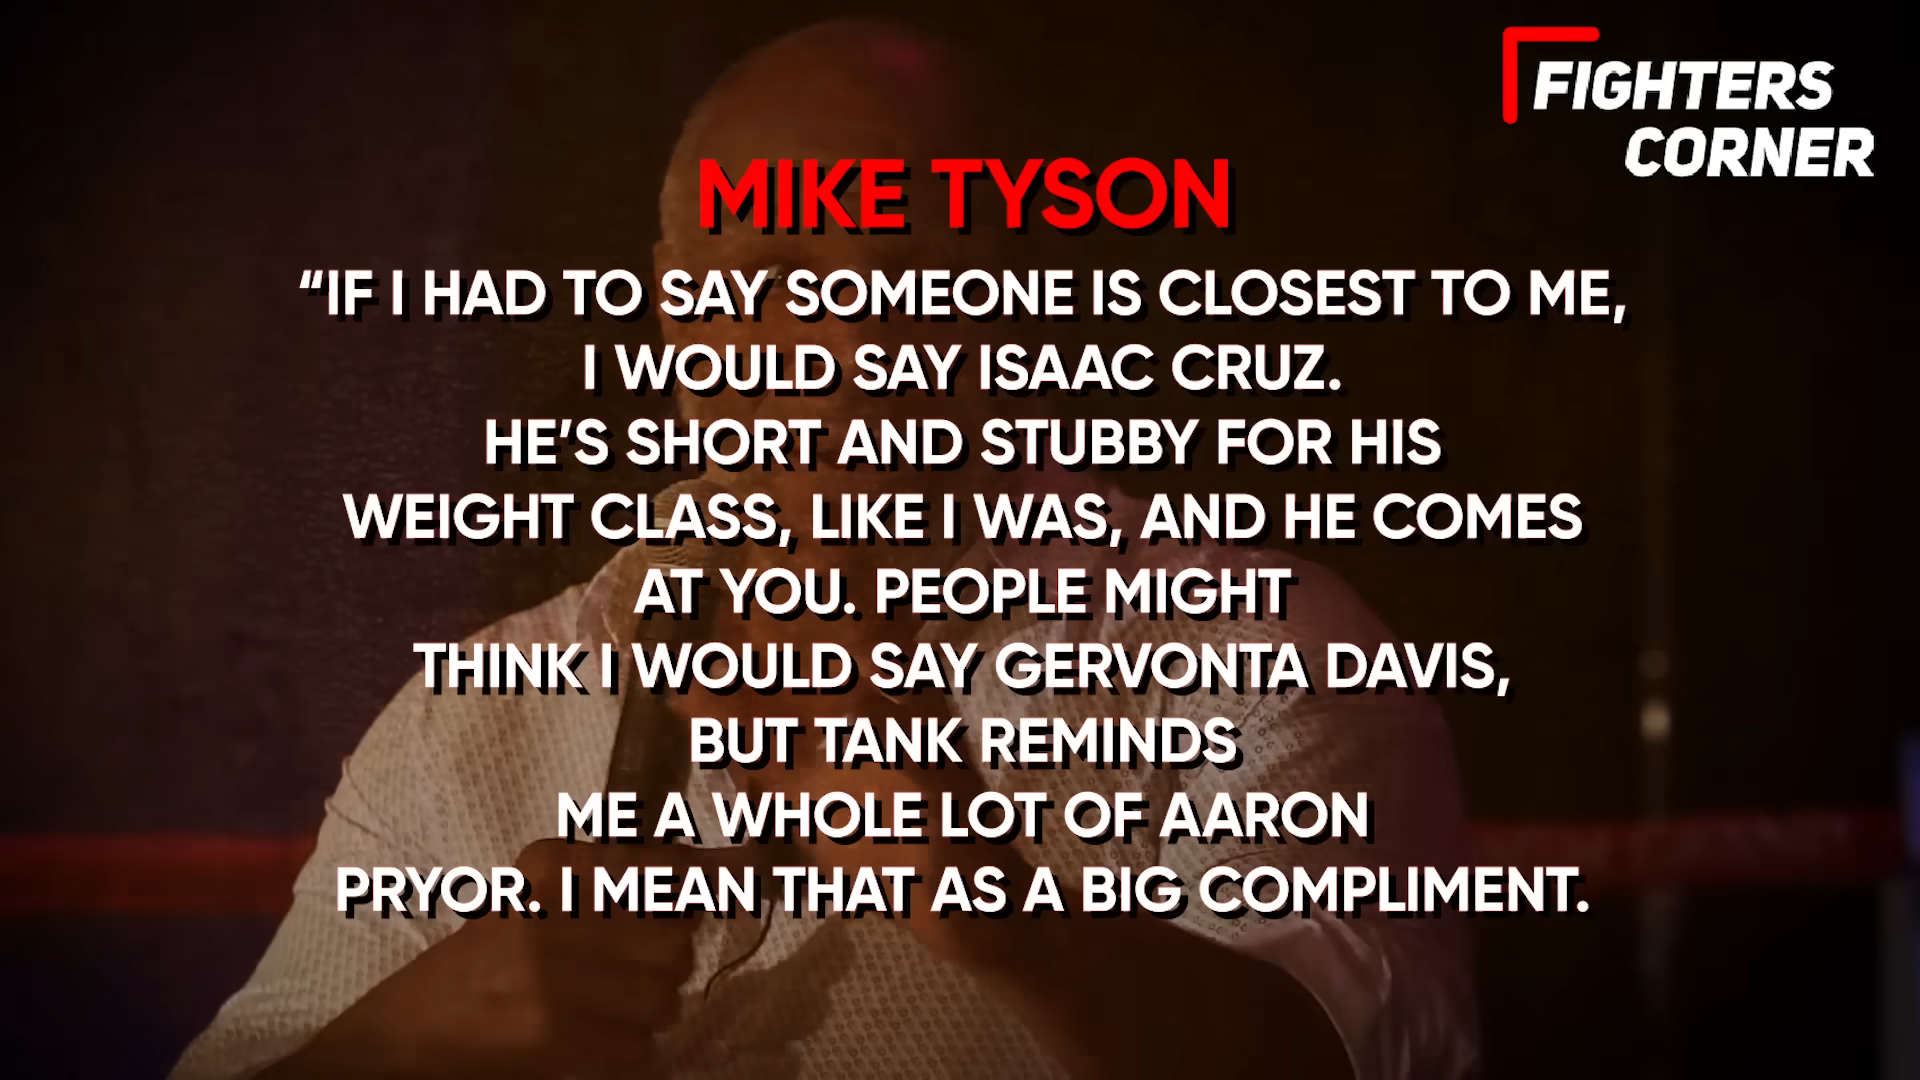 FIGHTERS
CORNER
MIKE TYSON
“IF I HAD TO SAY SOMEONE IS CLOSEST TO ME,
I WOULD SAY ISAAC CRUZ.
HE’S SHORT AND STUBBY FOR HIS
WEIGHT CLASS, LIKE I WAS, AND HE COMES
AT YOU. PEOPLE MIGHT
THINK I WOULD SAY GERVONTA DAVIS,
BUT TANK REMINDS
ME A WHOLE LOT OF AARON
PRYOR. I MEAN THAT AS A BIG COMPLIMENT.